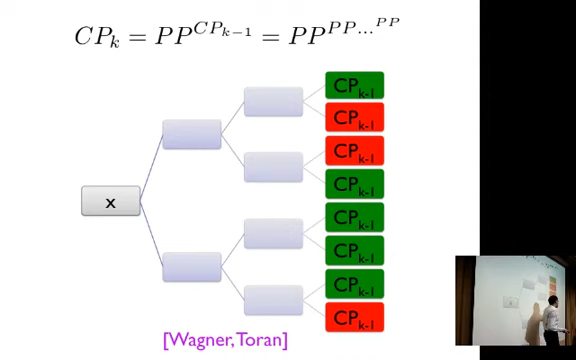 CP_k = PP^{CP_{k-1}} = PP^{PP...^{PP}}
CP_{k-1}
CP_{k-1}
CP_{k-1}
CP_{k-1}
x
CP_{k-1}
CP_{k-1}
CP_{k-1}
CP_{k-1}
[Wagner, Toran]